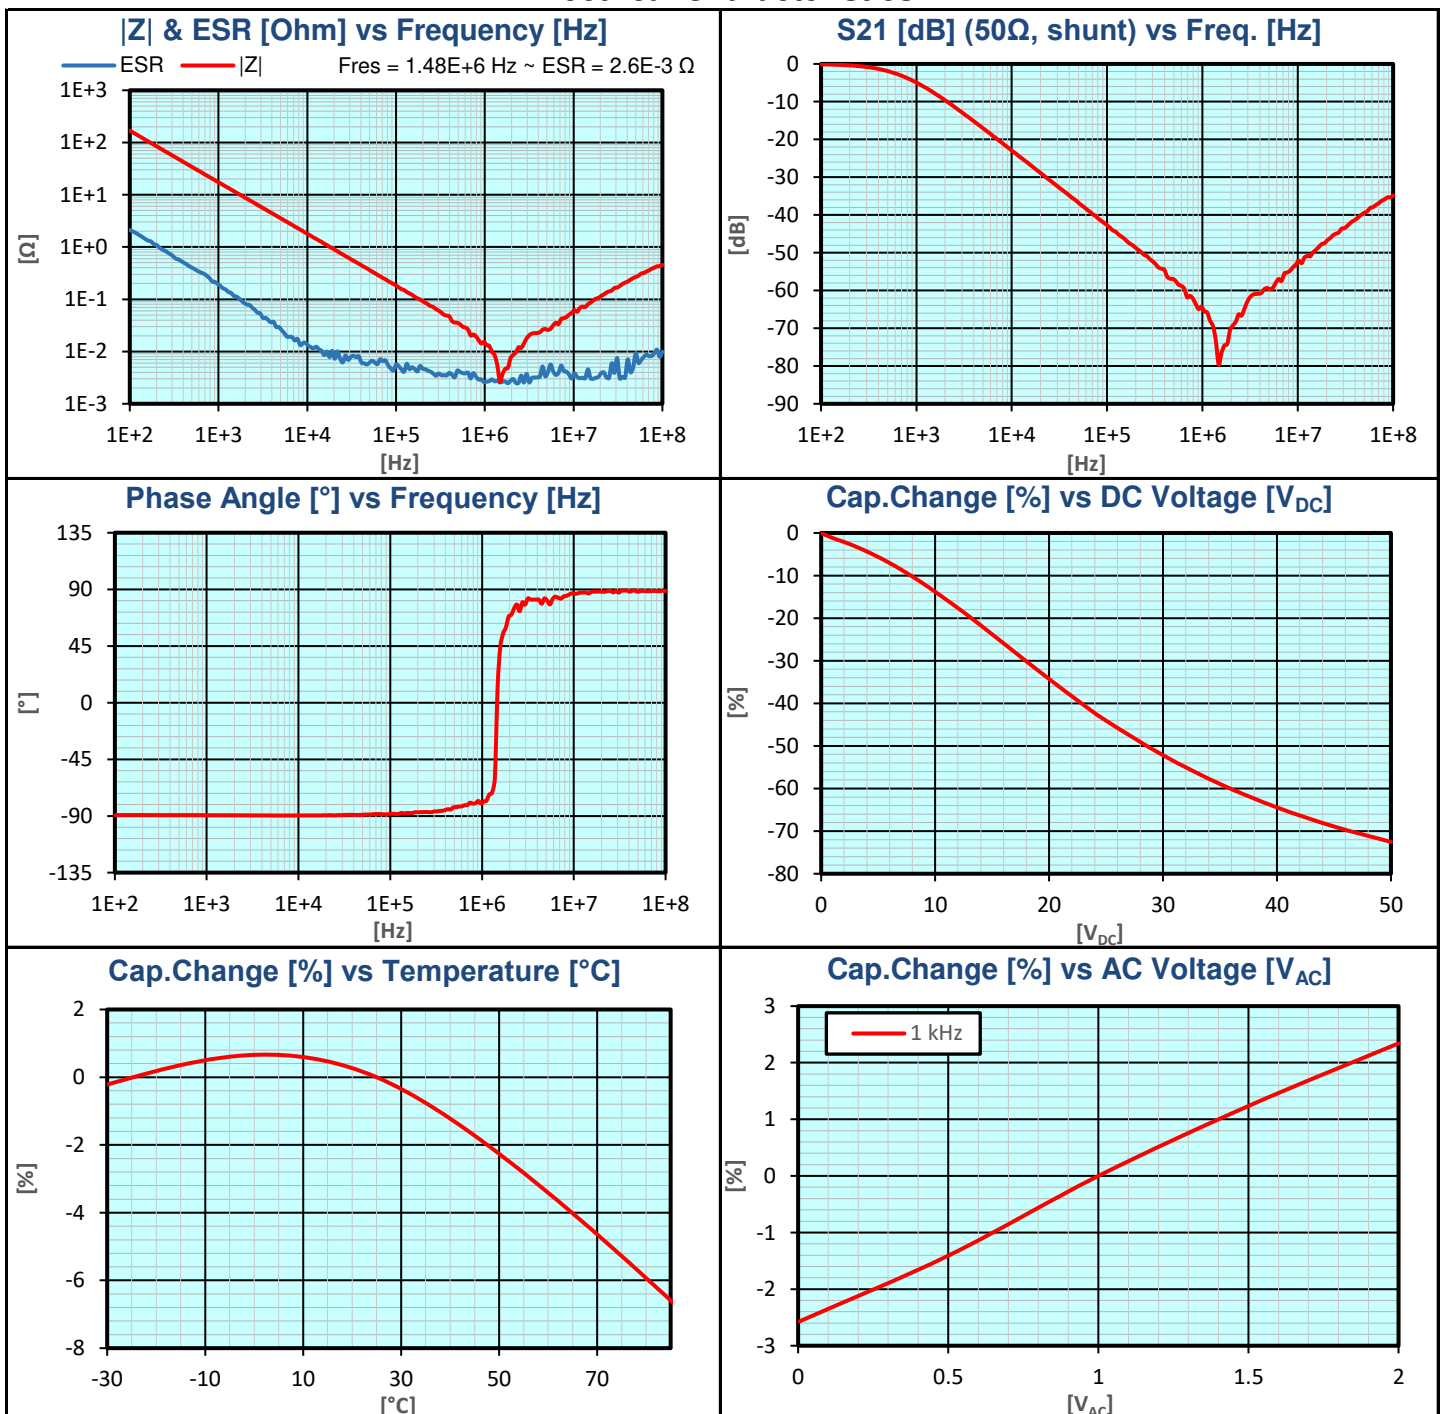 |Z| & ESR [Ohm] vs Frequency [Hz]
ESR |Z| Fres = 1.48E+6 Hz ~ ESR = 2.6E-3 Ω
1E+3
1E+2
1E+1
1E+0
1E-1
1E-2
1E-3
[Ω]
1E+2 1E+3 1E+4 1E+5 1E+6 1E+7 1E+8
[Hz]
S21 [dB] (50Ω, shunt) vs Freq. [Hz]
0
-10
-20
-30
-40
-50
-60
-70
-80
-90
[dB]
1E+2 1E+3 1E+4 1E+5 1E+6 1E+7 1E+8
[Hz]
Phase Angle [°] vs Frequency [Hz]
135
90
45
0
-45
-90
-135
[°]
1E+2 1E+3 1E+4 1E+5 1E+6 1E+7 1E+8
[Hz]
Cap.Change [%] vs DC Voltage [VDC]
0
-10
-20
-30
-40
-50
-60
-70
-80
[%]
0 10 20 30 40 50
[VDC]
Cap.Change [%] vs Temperature [°C]
2
0
-2
-4
-6
-8
[%]
-30 -10 10 30 50 70
[°C]
Cap.Change [%] vs AC Voltage [VAC]
1 kHz
3
2
1
0
-1
-2
-3
[%]
0 0.5 1 1.5 2
[VAC]